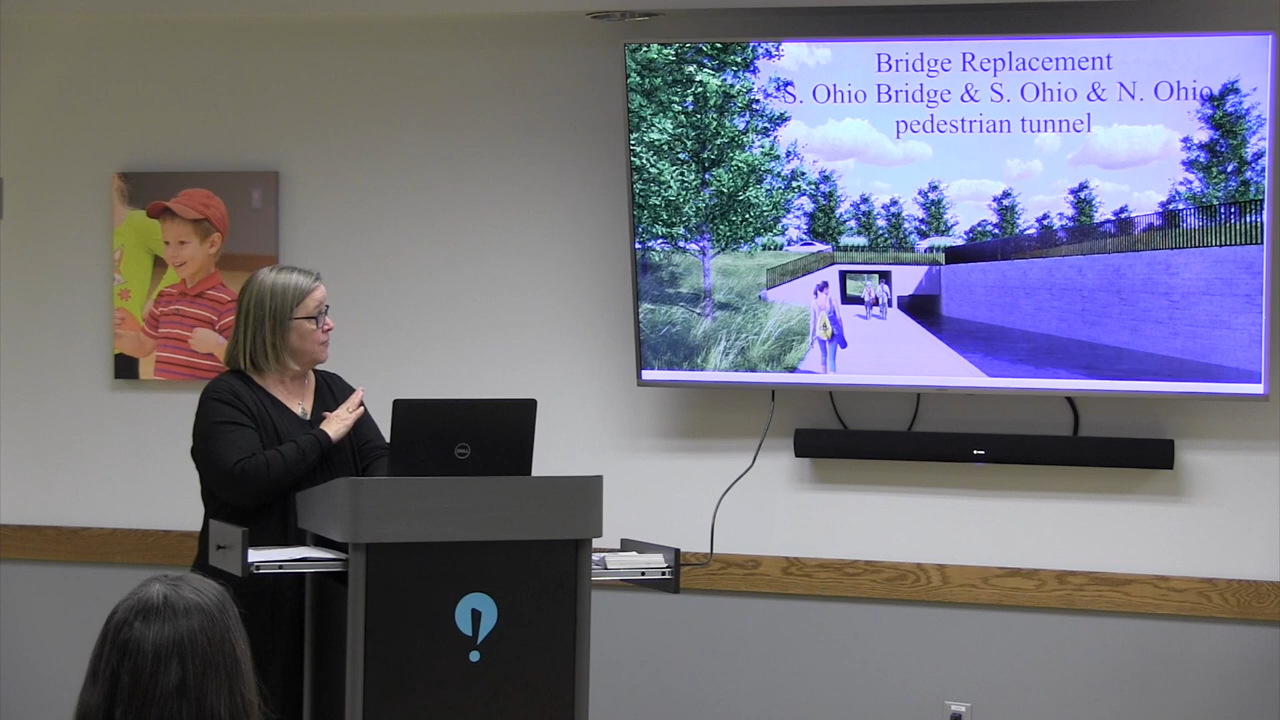 Bridge Replacement
S. Ohio Bridge & S. Ohio & N. Ohio
pedestrian tunnel
DELL